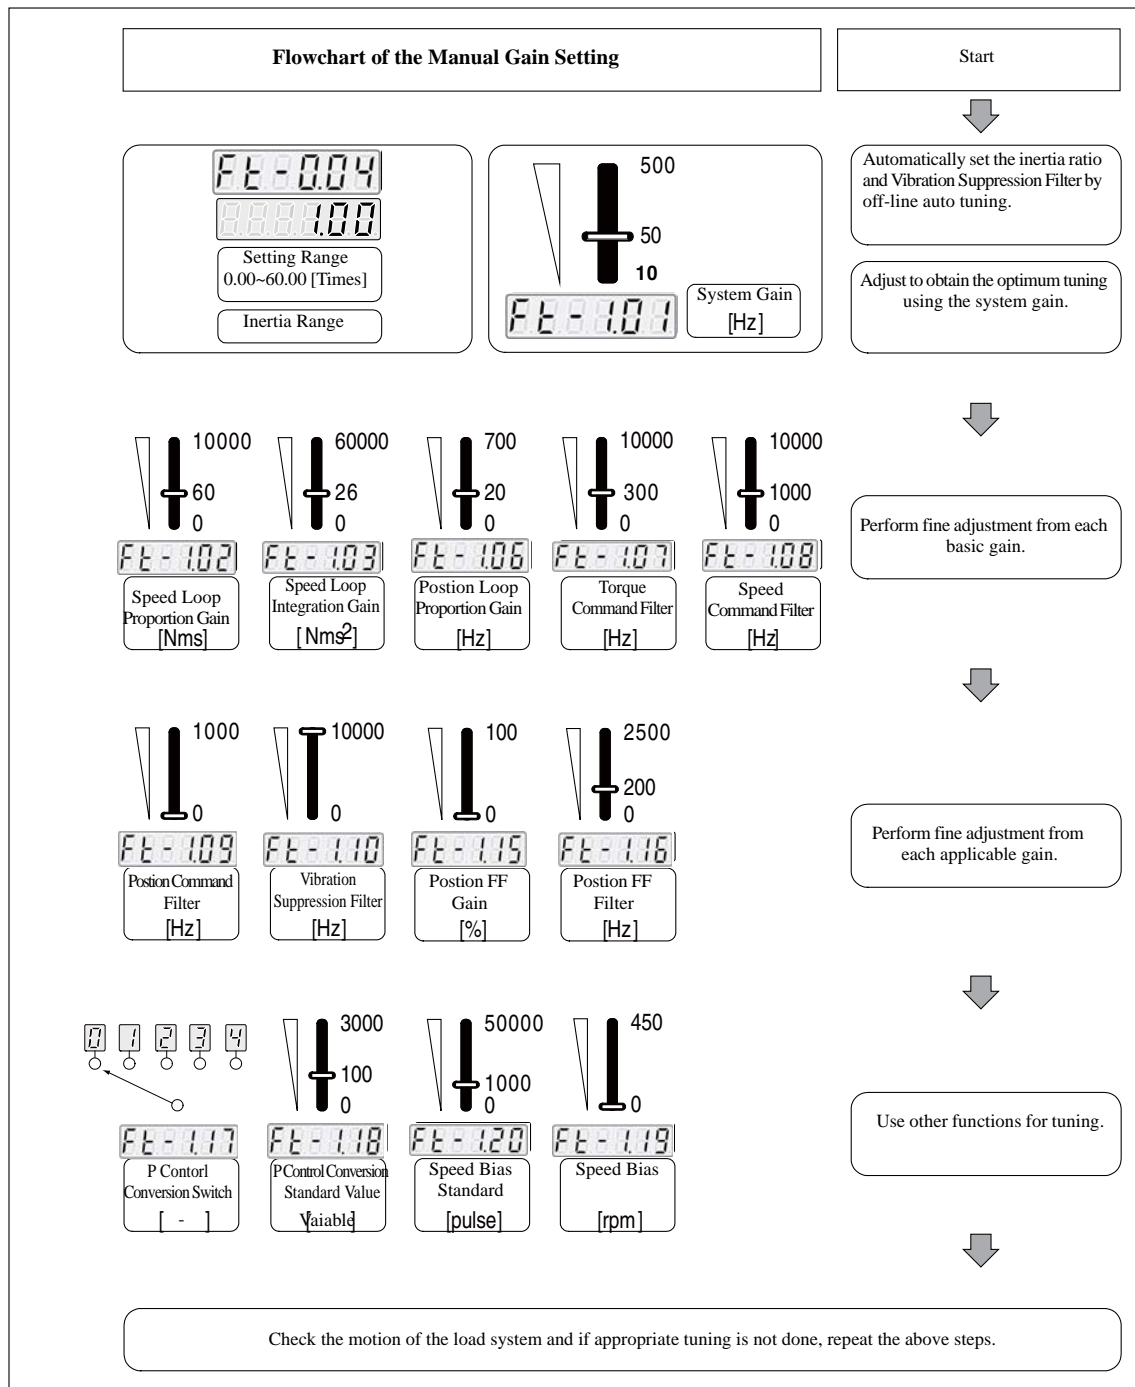 Flowchart of the Manual Gain Setting
Start
Ft-0.04
1.00
Setting Range
0.00~60.00 [Times]
Inertia Range
500
50
10
Ft-1.01
System Gain
[Hz]
Automatically set the inertia ratio
and Vibration Suppression Filter by
off-line auto tuning.
Adjust to obtain the optimum tuning
using the system gain.
10000
60
0
Ft-1.02
Speed Loop
Proportion Gain
[Nms]
60000
26
0
Ft-1.03
Speed Loop
Integration Gain
[Nms2]
700
20
0
Ft-1.06
Postion Loop
Proportion Gain
[Hz]
10000
300
0
Ft-1.07
Torque
Command Filter
[Hz]
10000
1000
0
Ft-1.08
Speed
Command Filter
[Hz]
Perform fine adjustment from each
basic gain.
1000
0
Ft-1.09
Postion Command
Filter
[Hz]
10000
0
Ft-1.10
Vibration
Suppression Filter
[Hz]
100
0
Ft-1.15
Postion FF
Gain
[%]
2500
200
0
Ft-1.16
Postion FF
Filter
[Hz]
Perform fine adjustment from
each applicable gain.
0 1 2 3 4
Ft-1.17
P Contorl
Conversion Switch
[ - ]
3000
100
0
Ft-1.18
P Control Conversion
Standard Value
[Vaiable]
50000
1000
0
Ft-1.20
Speed Bias
Standard
[pulse]
450
0
Ft-1.19
Speed Bias
[rpm]
Use other functions for tuning.
Check the motion of the load system and if appropriate tuning is not done, repeat the above steps.